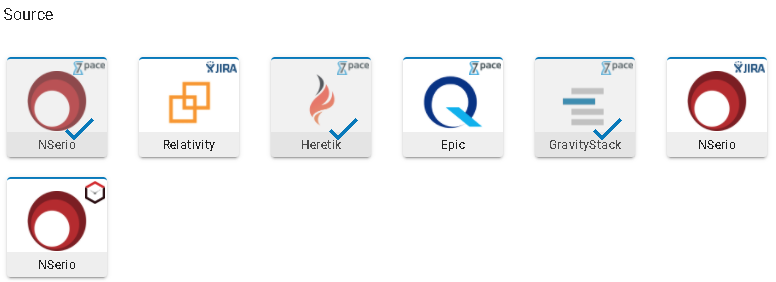 Source
pace
JIRA
pace
pace
pace
JIRA
NSerio
Relativity
Heretik
Epic
GravityStack
NSerio
NSerio